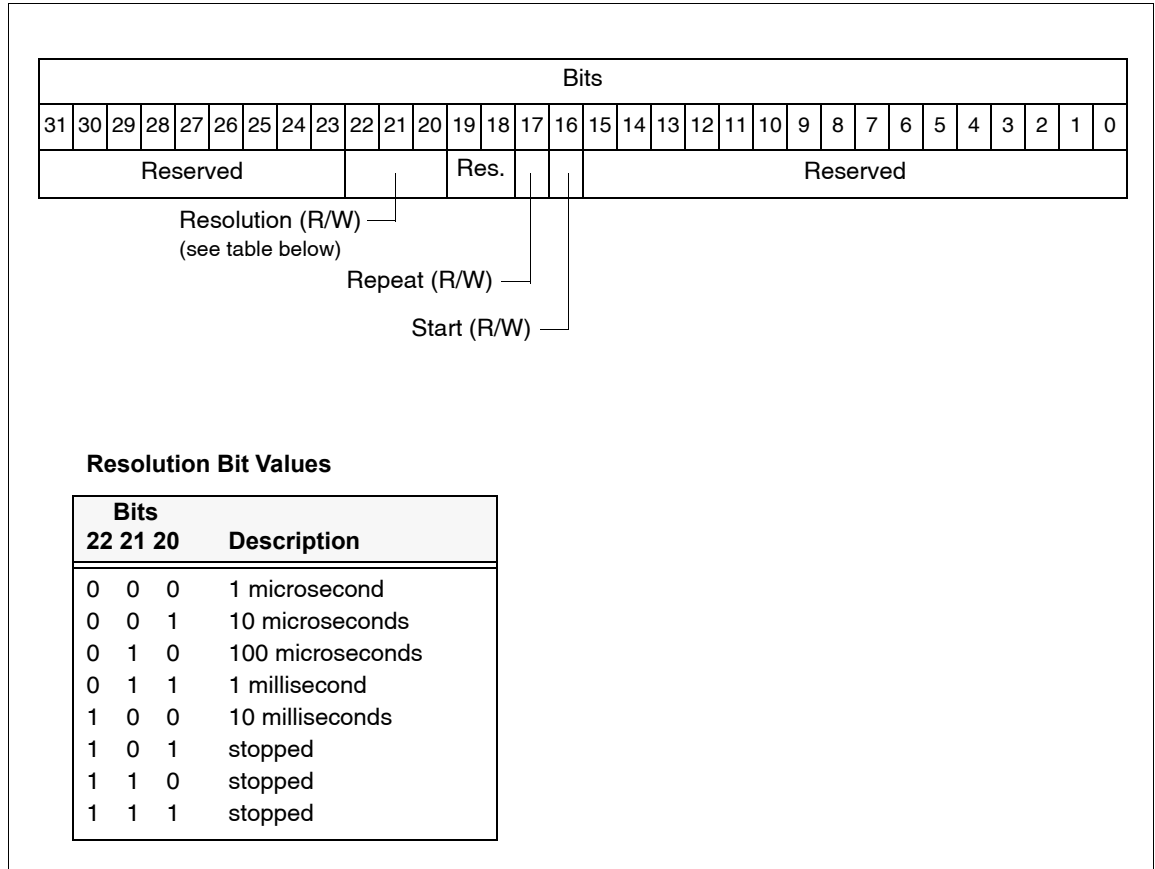 Bits
31 30 29 28 27 26 25 24 23 22 21 20 19 18 17 16 15 14 13 12 11 10 9 8 7 6 5 4 3 2 1 0
Reserved Res. Reserved
Resolution (R/W)
(see table below)
Repeat (R/W)
Start (R/W)
Resolution Bit Values
Bits
22 21 20 Description
0 0 0 1 microsecond
0 0 1 10 microseconds
0 1 0 100 microseconds
0 1 1 1 millisecond
1 0 0 10 milliseconds
1 0 1 stopped
1 1 0 stopped
1 1 1 stopped